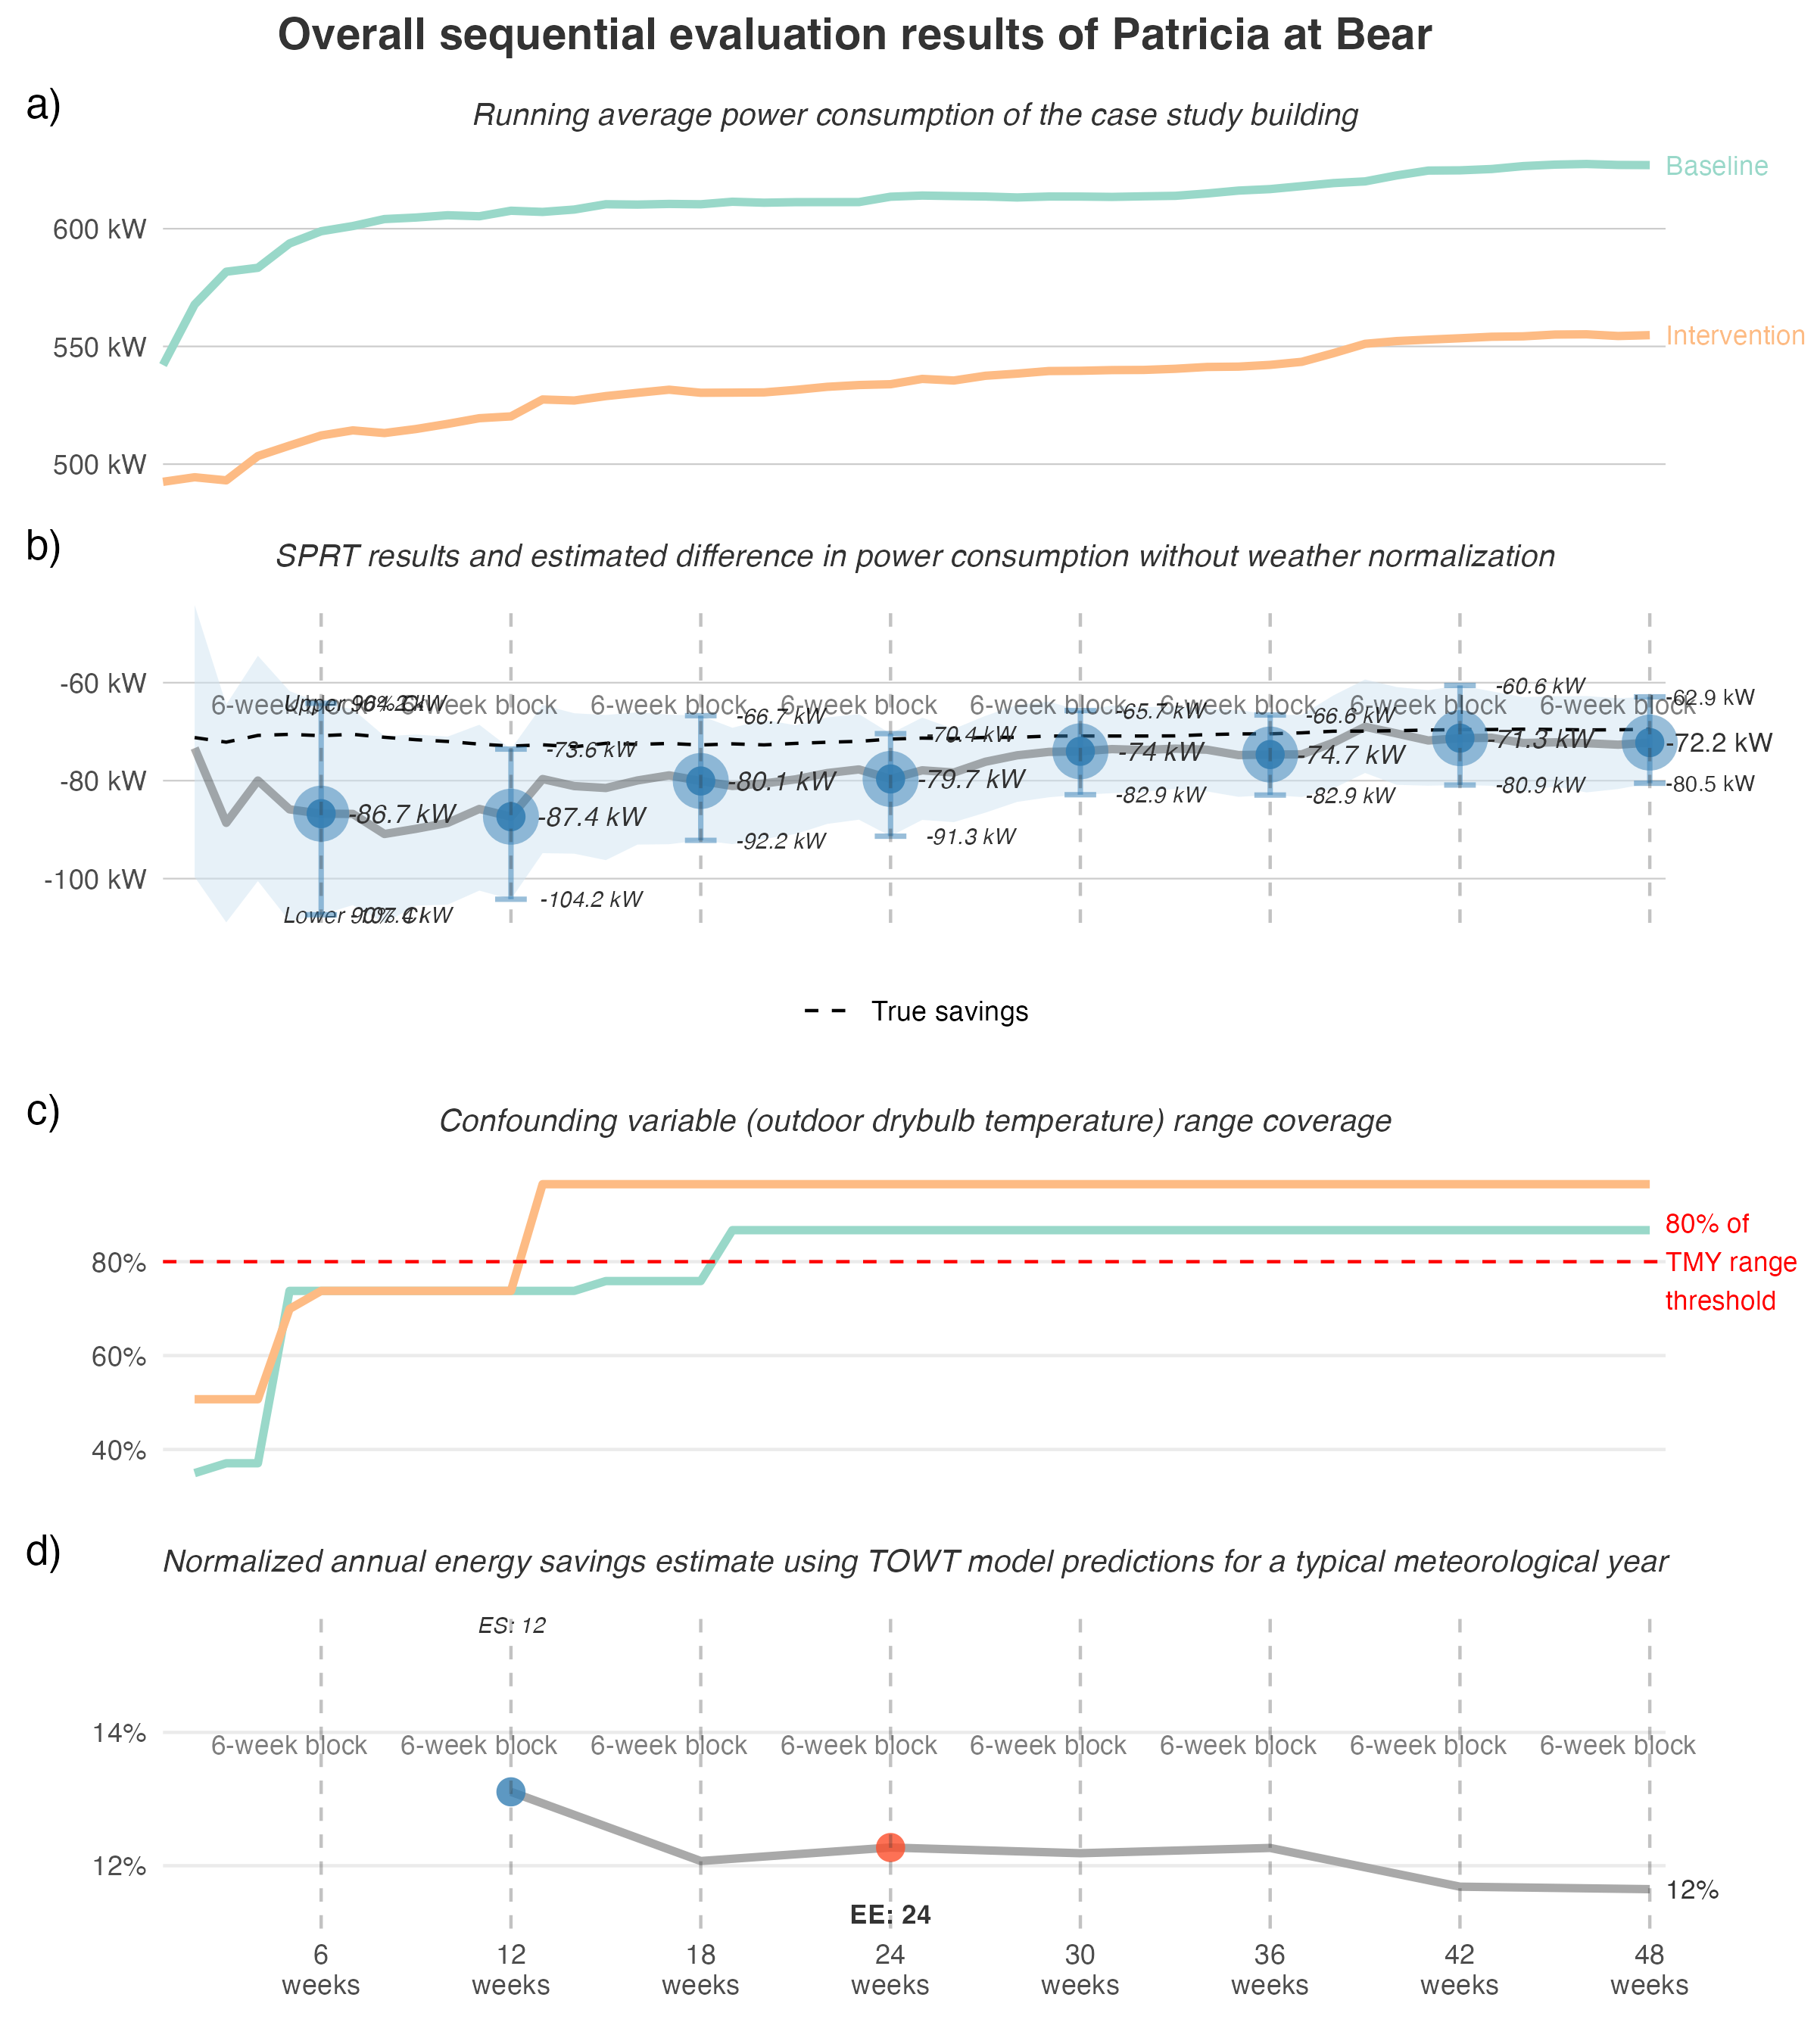 Overall sequential evaluation results of Patricia at Bear
a)
Running average power consumption of the case study building
Baseline
600 kW
550 kW
Intervention
500 kW
b)
SPRT results and estimated difference in power consumption without weather normalization
-60 kW
-80 kW
-100 kW
6-week block
6-week block
6-week block
6-week block
6-week block
6-week block
6-week block
6-week block
Upper 90% CI
-86.7 kW
Lower 90% CI
-107.4 kW
-73.6 kW
-87.4 kW
-104.2 kW
-66.7 kW
-80.1 kW
-92.2 kW
-70.4 kW
-79.7 kW
-91.3 kW
-65.7 kW
-74 kW
-82.9 kW
-66.6 kW
-74.7 kW
-82.9 kW
-60.6 kW
-71.3 kW
-80.9 kW
-62.9 kW
-72.2 kW
-80.5 kW
True savings
c)
Confounding variable (outdoor drybulb temperature) range coverage
80%
60%
40%
80% of
TMY range
threshold
d)
Normalized annual energy savings estimate using TOWT model predictions for a typical meteorological year
ES: 12
14%
6-week block
6-week block
6-week block
6-week block
6-week block
6-week block
6-week block
6-week block
12%
12%
EE: 24
6
weeks
12
weeks
18
weeks
24
weeks
30
weeks
36
weeks
42
weeks
48
weeks